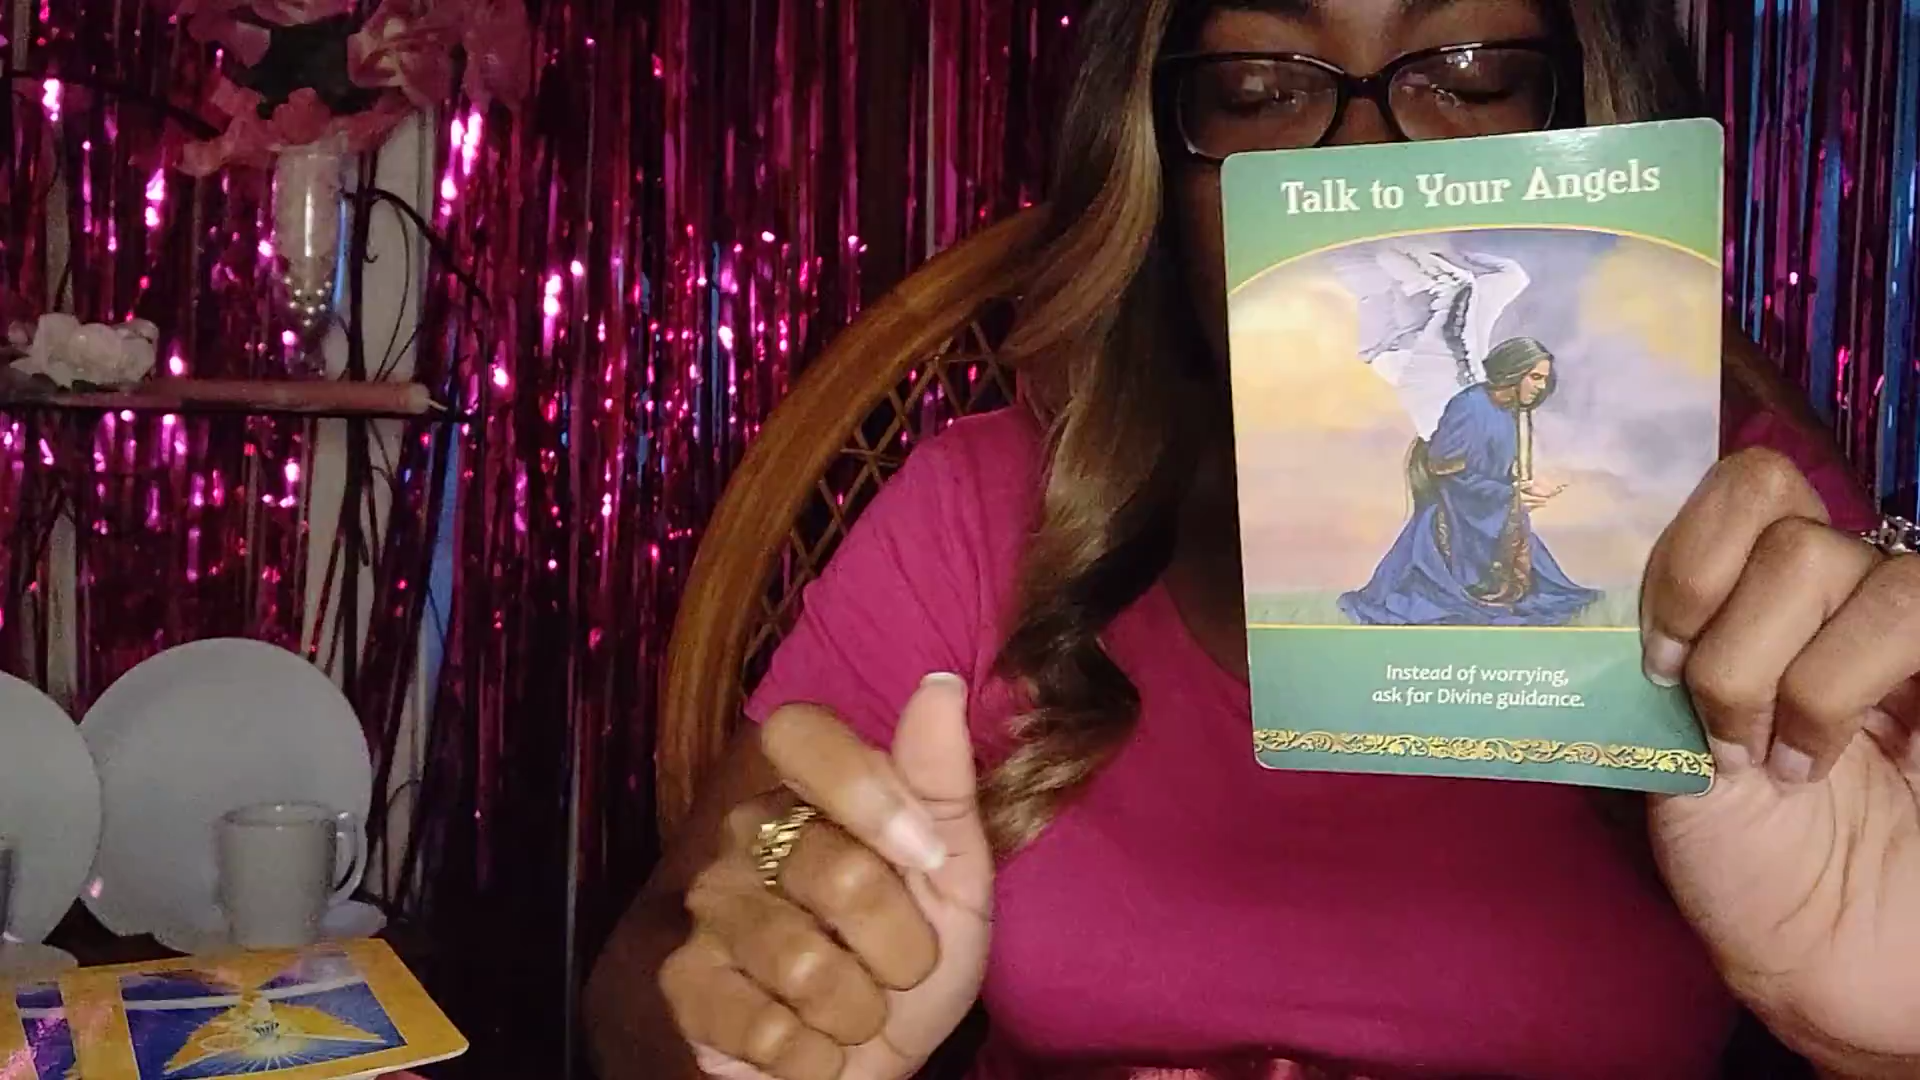 Talk to Your Angels
Instead of worrying,
ask for Divine guidance.